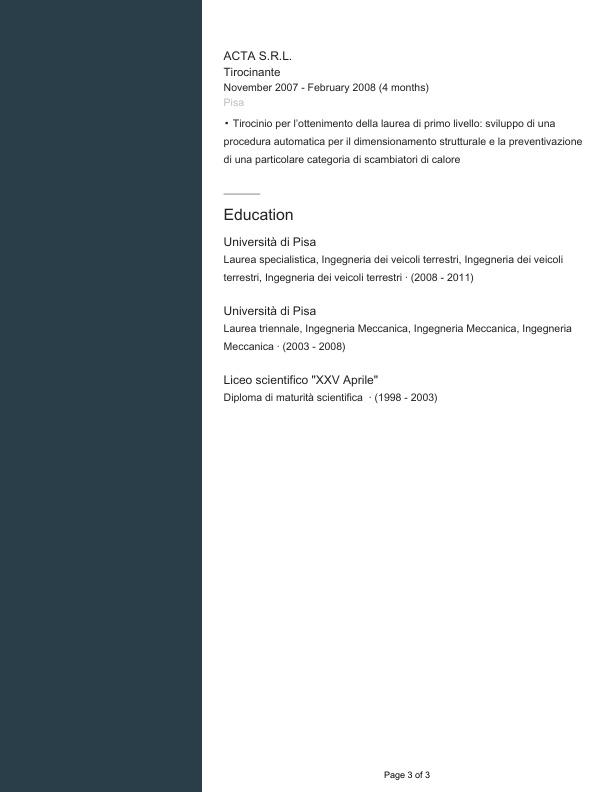 ACTA S.R.L.
Tirocinante
November 2007 - February 2008 (4 months)
Pisa
• Tirocinio per l'ottenimento della laurea di primo livello: sviluppo di una
procedura automatica per il dimensionamento strutturale e la preventivazione
di una particolare categoria di scambiatori di calore
Education
Università di Pisa
Laurea specialistica, Ingegneria dei veicoli terrestri, Ingegneria dei veicoli
terrestri, Ingegneria dei veicoli terrestri · (2008 - 2011)
Università di Pisa
Laurea triennale, Ingegneria Meccanica, Ingegneria Meccanica, Ingegneria
Meccanica · (2003 - 2008)
Liceo scientifico "XXV Aprile"
Diploma di maturità scientifica · (1998 - 2003)
Page 3 of 3